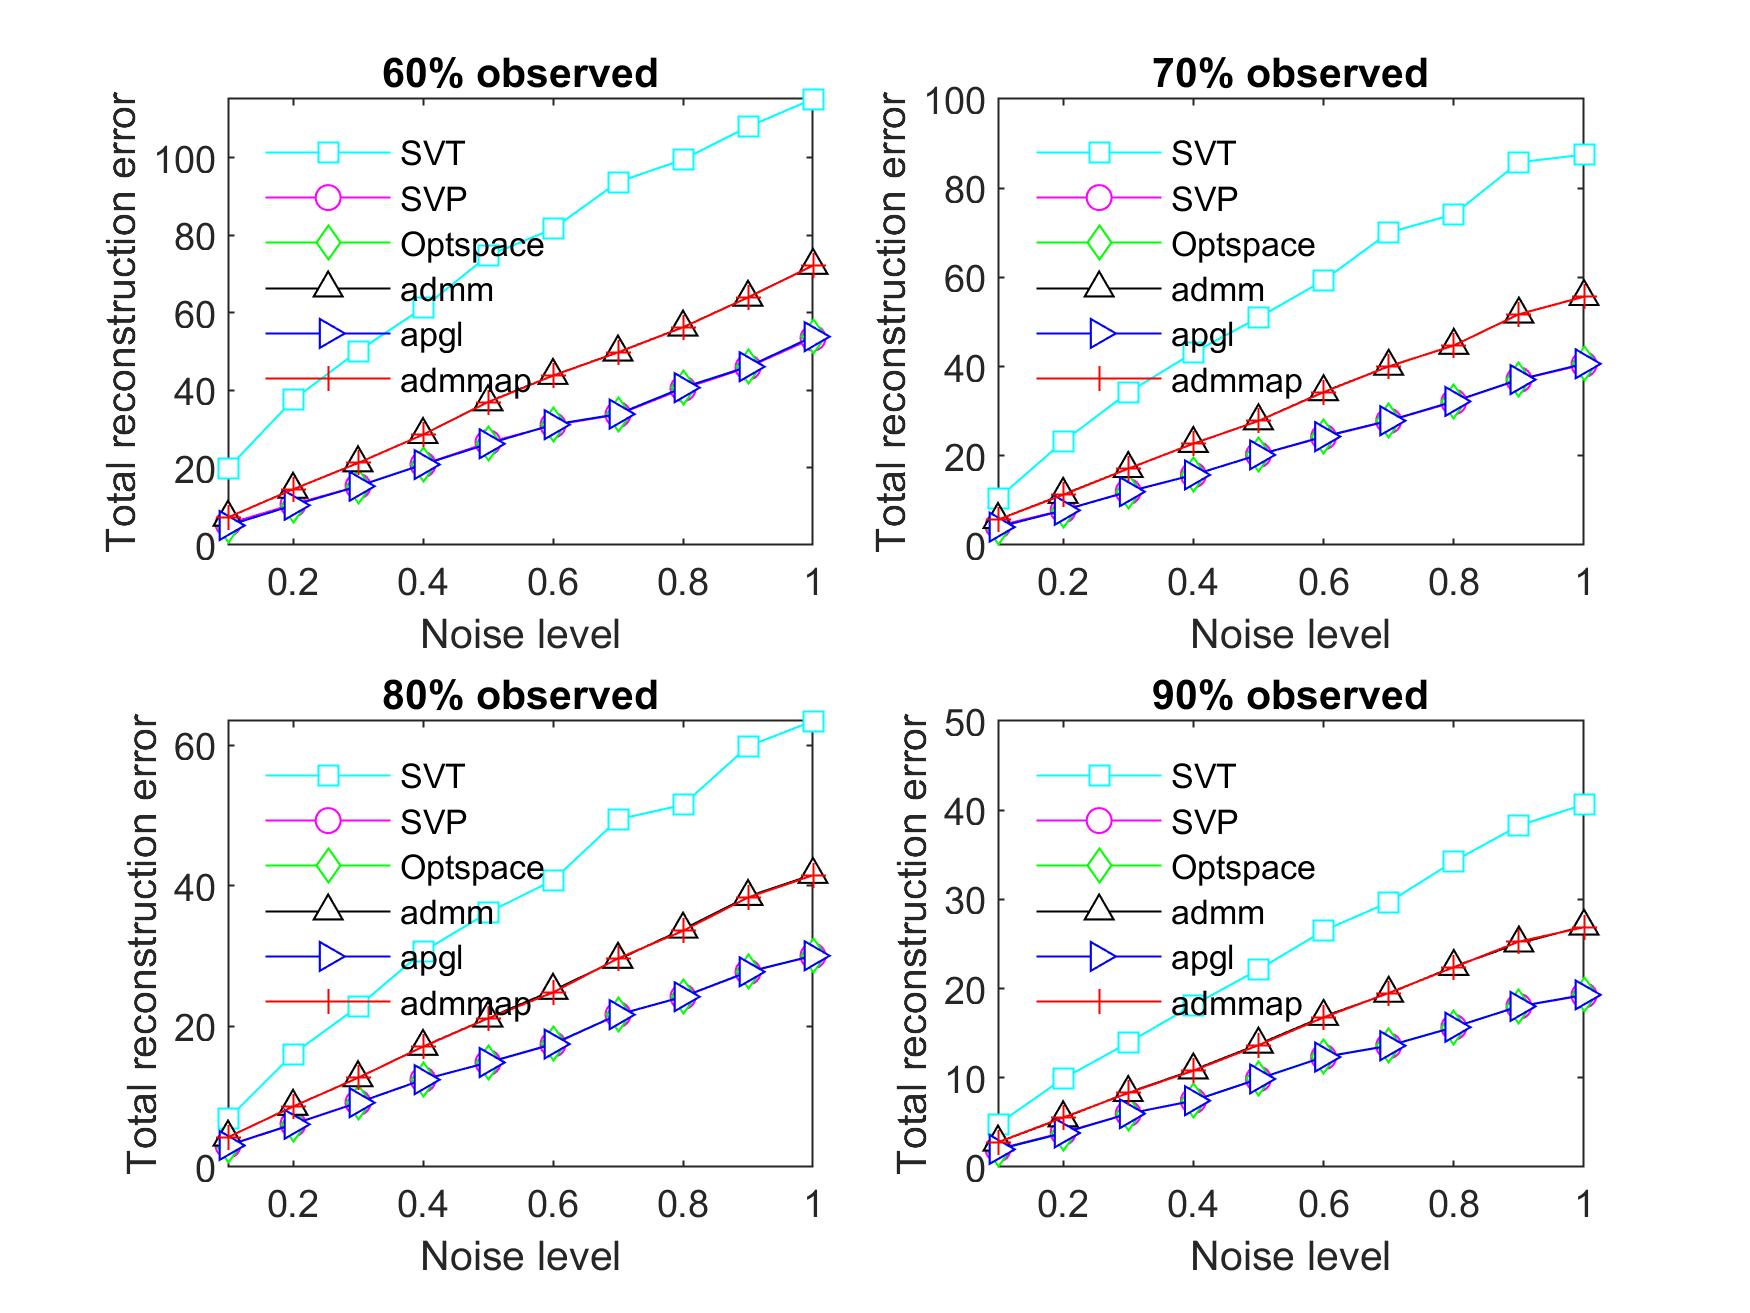 60% observed
Total reconstruction error
100
80
60
40
20
0
SVT
SVP
Optspace
admm
apgl
admmap
0.2 0.4 0.6 0.8 1
Noise level
70% observed
Total reconstruction error
100
80
60
40
20
0
SVT
SVP
Optspace
admm
apgl
admmap
0.2 0.4 0.6 0.8 1
Noise level
80% observed
Total reconstruction error
60
40
20
0
SVT
SVP
Optspace
admm
apgl
admmap
0.2 0.4 0.6 0.8 1
Noise level
90% observed
Total reconstruction error
50
40
30
20
10
0
SVT
SVP
Optspace
admm
apgl
admmap
0.2 0.4 0.6 0.8 1
Noise level